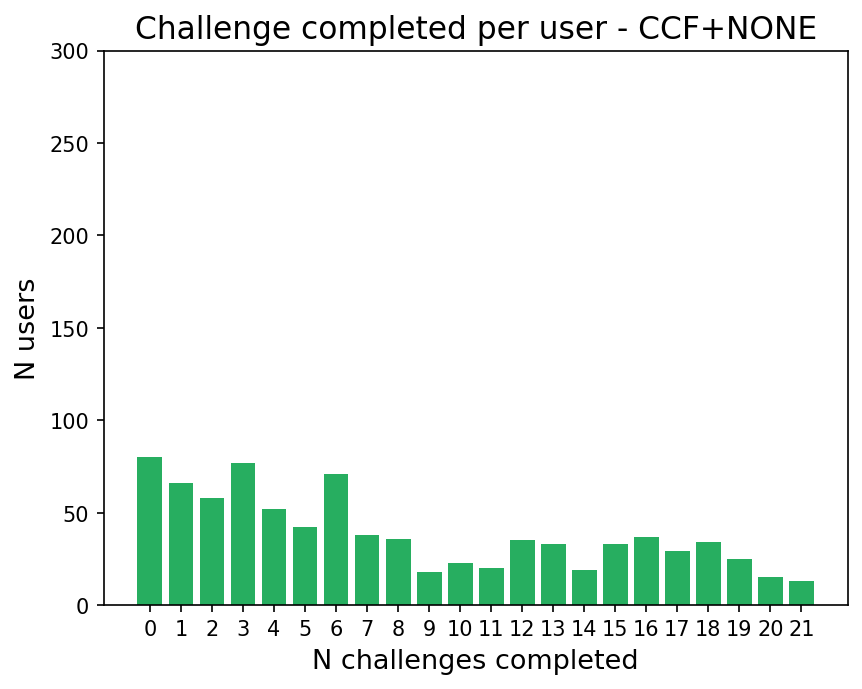 Challenge completed per user - CCF+NONE
300
250
200
150
100
50
0
N users
0 1 2 3 4 5 6 7 8 9 10 11 12 13 14 15 16 17 18 19 20 21
N challenges completed